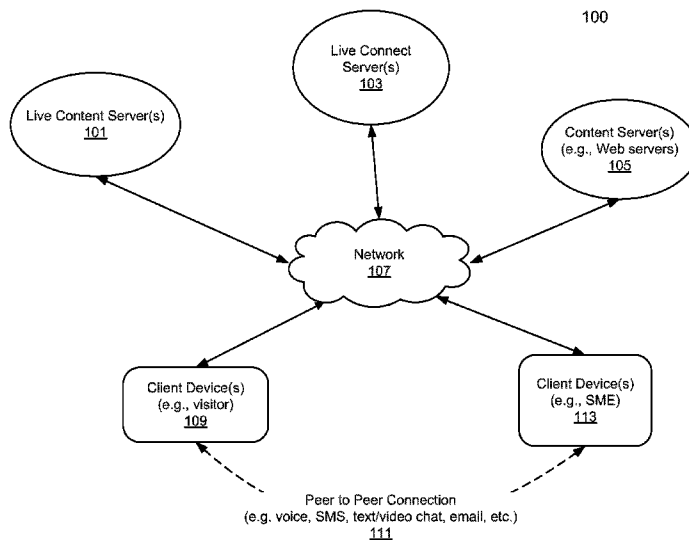 100
Live Connect
Server(s)
103
Live Content Server(s)
101
Content Server(s)
(e.g., Web servers)
105
Network
107
Client Device(s)
(e.g., visitor)
109
Client Device(s)
(e.g., SME)
113
Peer to Peer Connection
(e.g. voice, SMS, text/video chat, email, etc.)
111